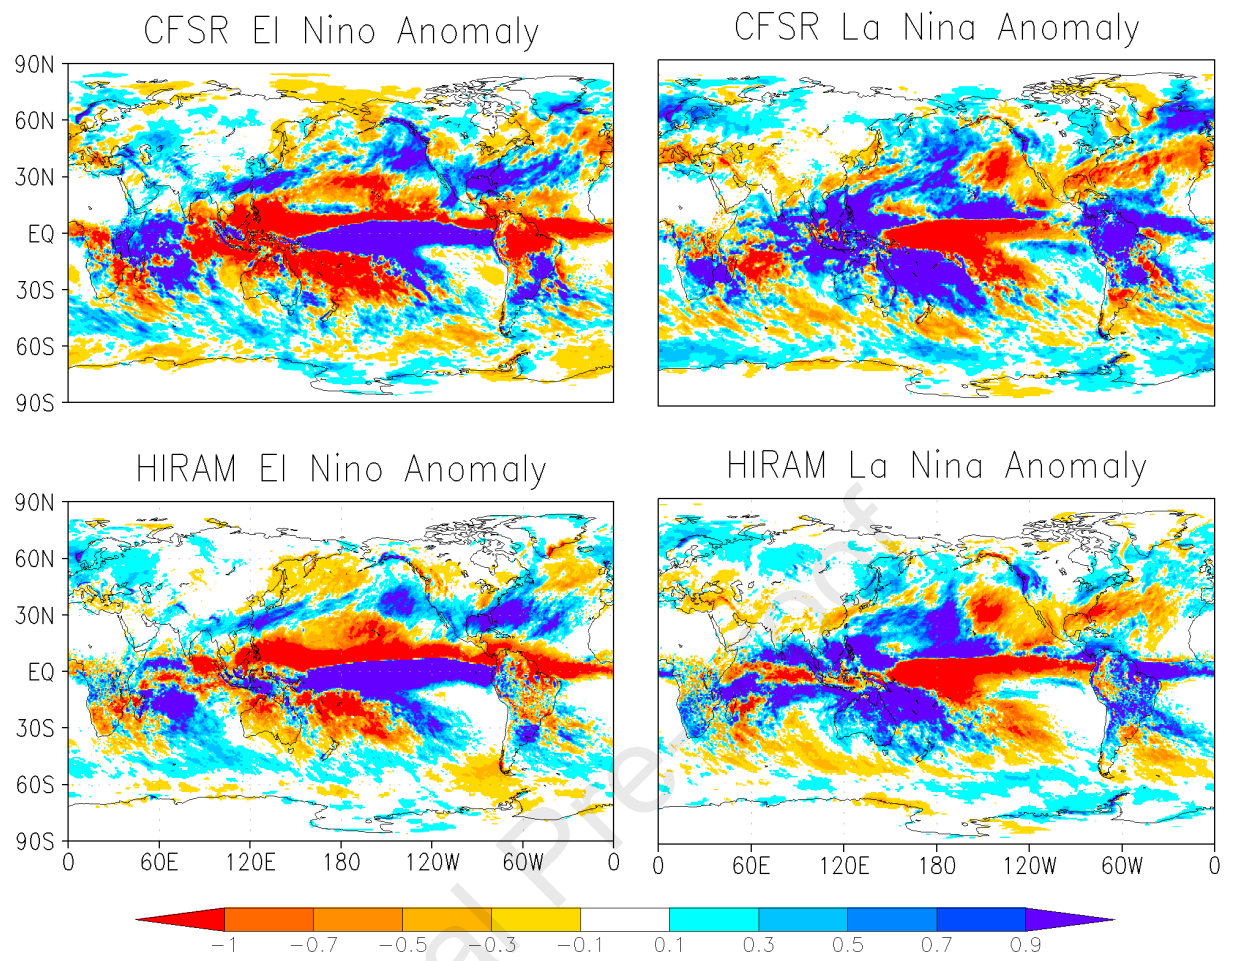 CFSR El Nino Anomaly
CFSR La Nina Anomaly
90N
60N
30N
EQ
30S
60S
90S
HIRAM El Nino Anomaly
HIRAM La Nina Anomaly
90N
60N
30N
EQ
30S
60S
90S
0 60E 120E 180 120W 60W 0
0 60E 120E 180 120W 60W 0
-1 -0.7 -0.5 -0.3 -0.1 0.1 0.3 0.5 0.7 0.9
al Pre-proof